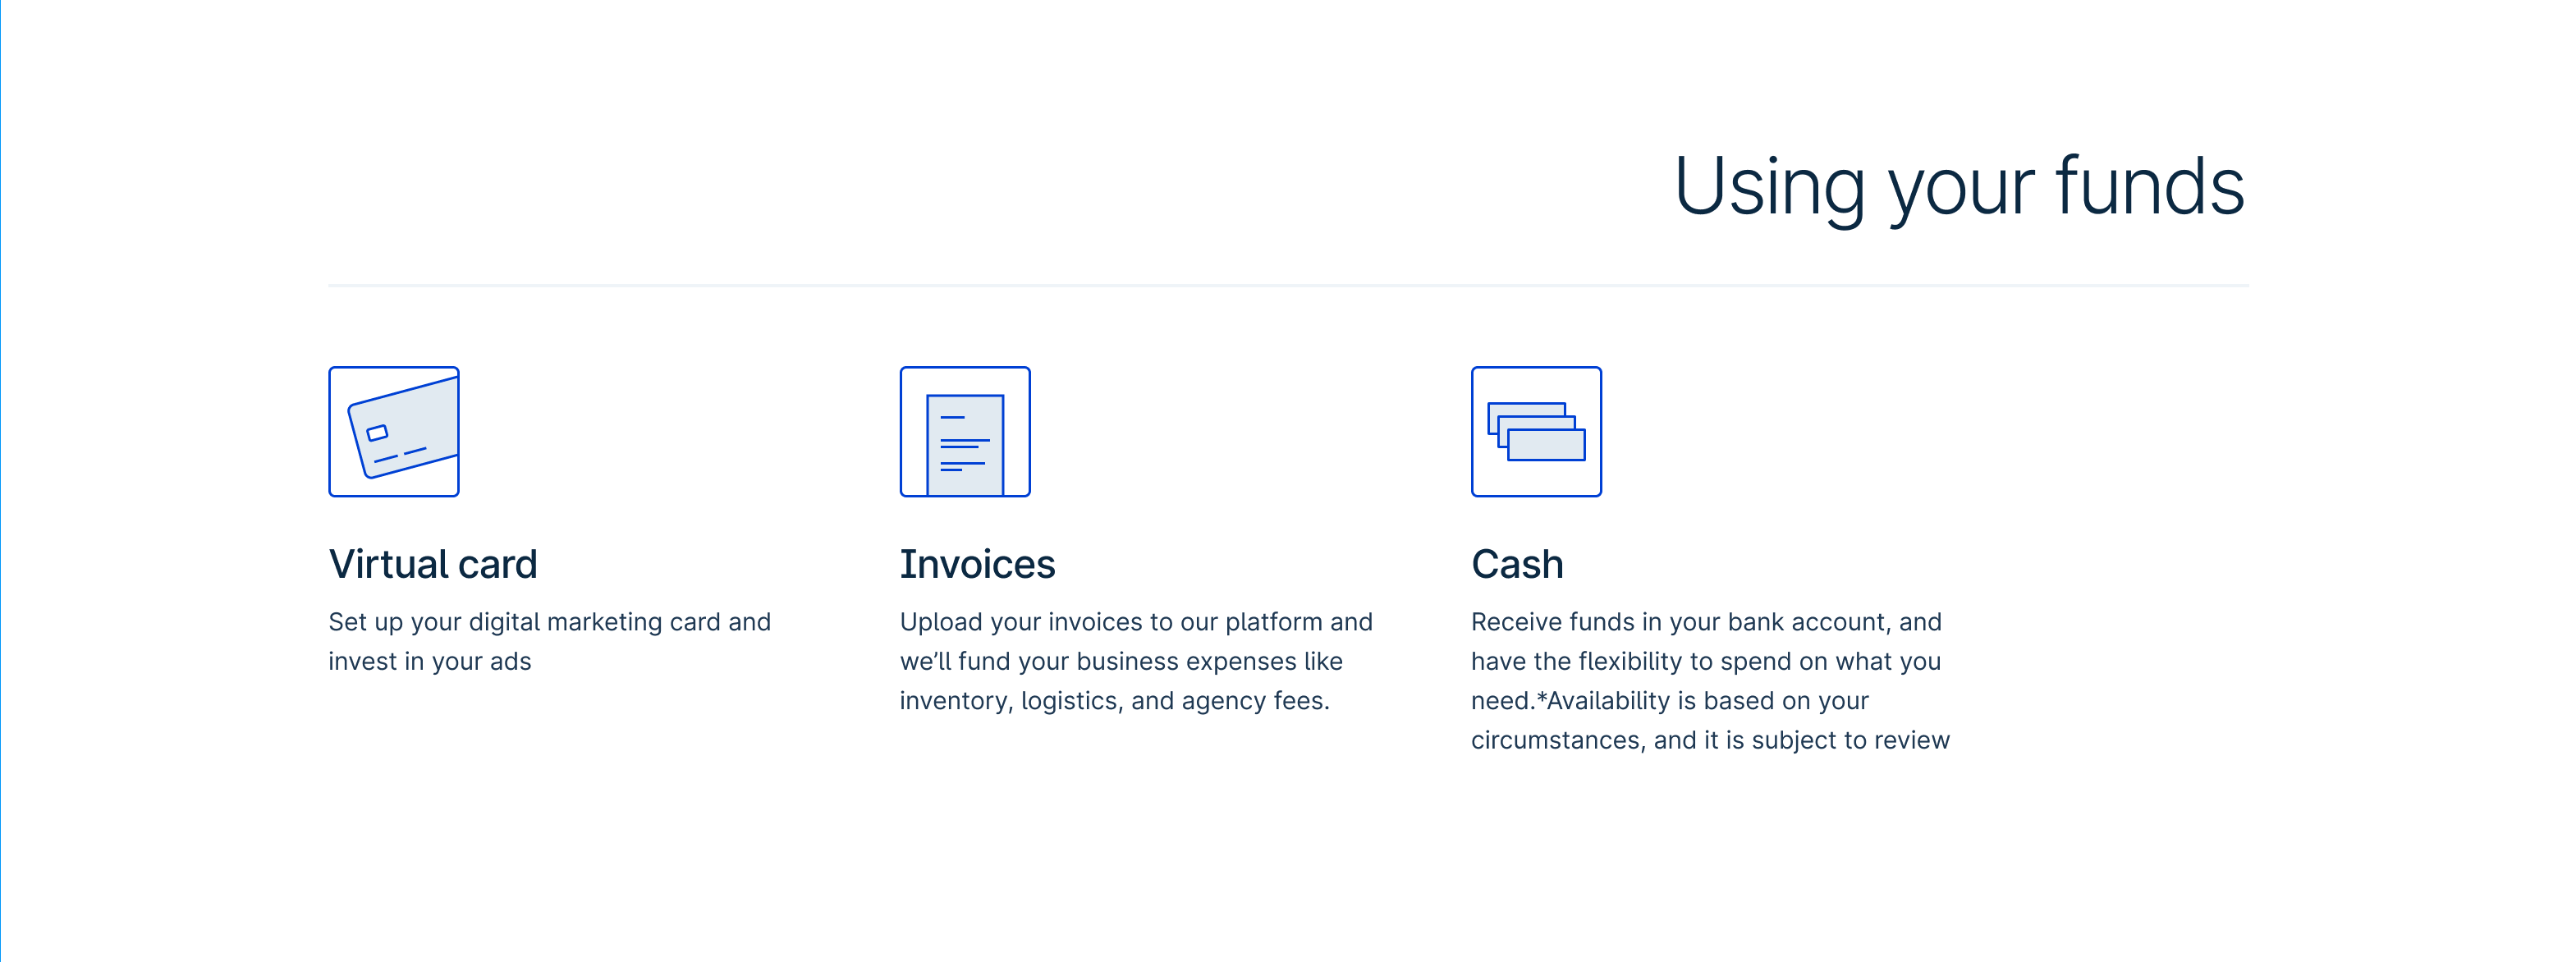 Using your funds
Virtual card
Set up your digital marketing card and
invest in your ads
Invoices
Upload your invoices to our platform and
we’ll fund your business expenses like
inventory, logistics, and agency fees.
Cash
Receive funds in your bank account, and
have the flexibility to spend on what you
need.*Availability is based on your
circumstances, and it is subject to review